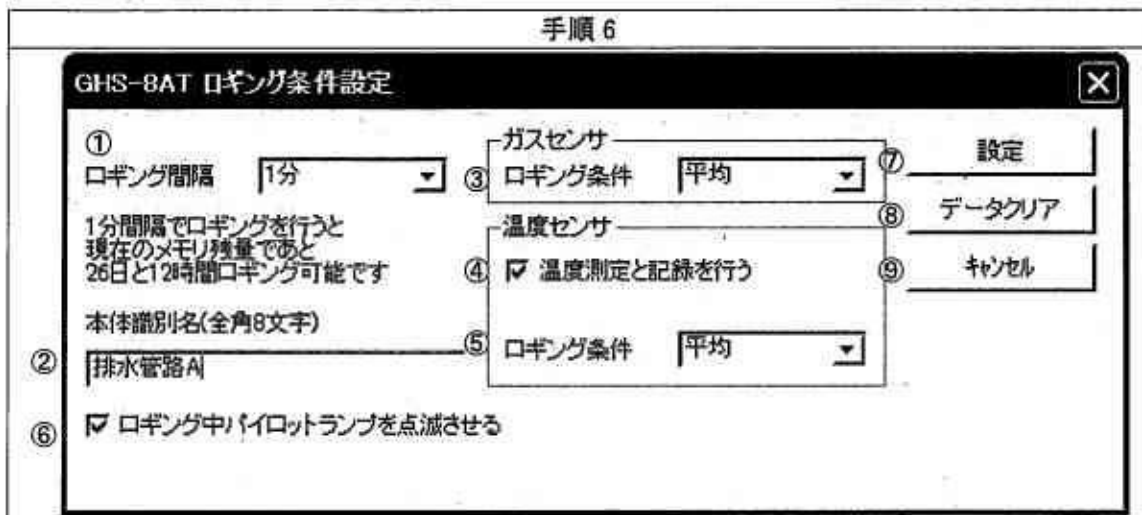 手順 6
GHS-8AT ロギング条件設定
①
ロギング間隔 1分
1分間隔でロギングを行うと
現在のメモリ残量であと
26日と12時間ロギング可能です
本体識別名(全角8文字)
② 排水管路A
⑥ ロギング中パイロットランプを点滅させる
ガスセンサ
③ ロギング条件 平均
温度センサ
④ 温度測定と記録を行う
⑤ ロギング条件 平均
⑦ 設定
⑧ データクリア
⑨ キャンセル